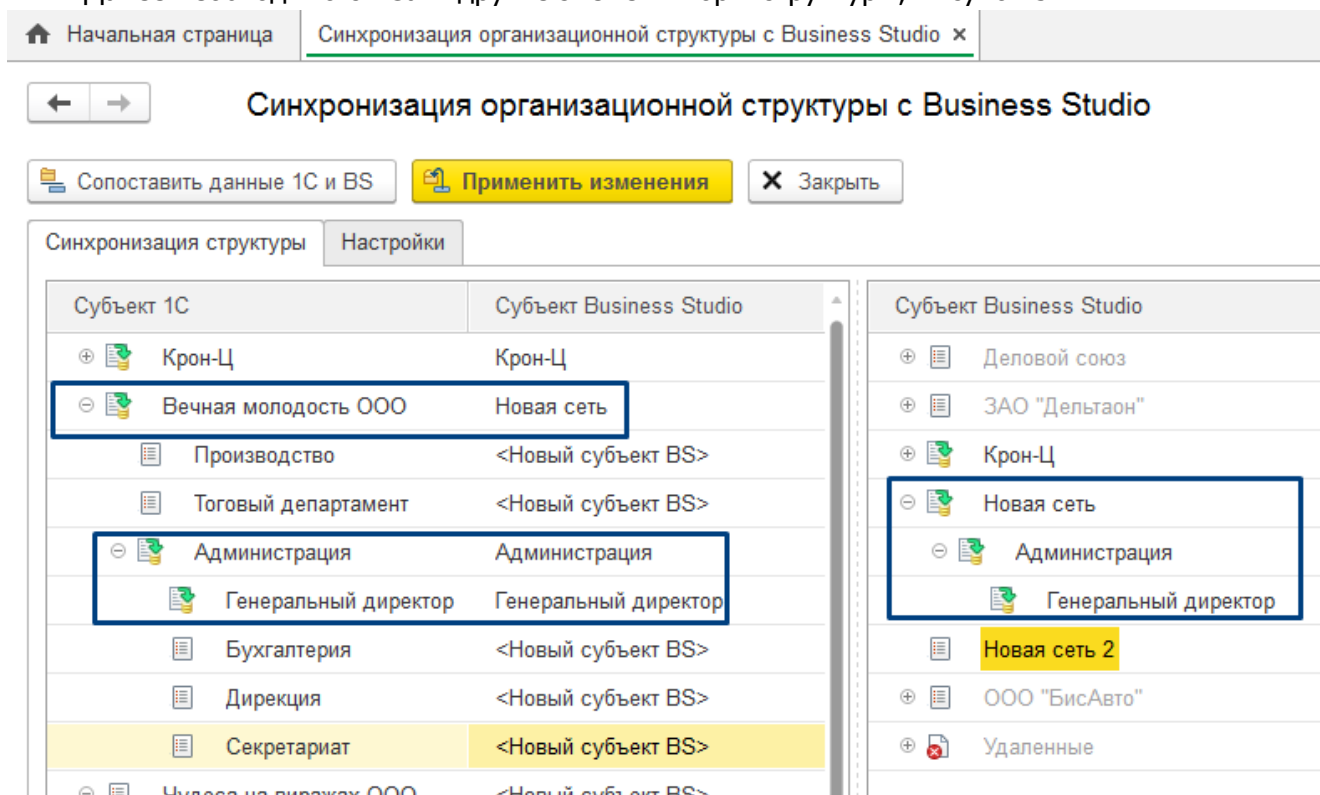 Начальная страница
Синхронизация организационной структуры с Business Studio ×
Синхронизация организационной структуры с Business Studio
Сопоставить данные 1С и BS
Применить изменения
Закрыть
Синхронизация структуры
Настройки
Субъект 1С Субъект Business Studio
Крон-Ц Крон-Ц
Вечная молодость ООО Новая сеть
Производство <Новый субъект BS>
Тоговый департамент <Новый субъект BS>
Администрация Администрация
Генеральный директор Генеральный директор
Бухгалтерия <Новый субъект BS>
Дирекция <Новый субъект BS>
Секретариат <Новый субъект BS>
ООО <Новый субъект BS>
Субъект Business Studio
Деловой союз
ЗАО "Дельтаон"
Крон-Ц
Новая сеть
Администрация
Генеральный директор
Новая сеть 2
ООО "БисАвто"
Удаленные